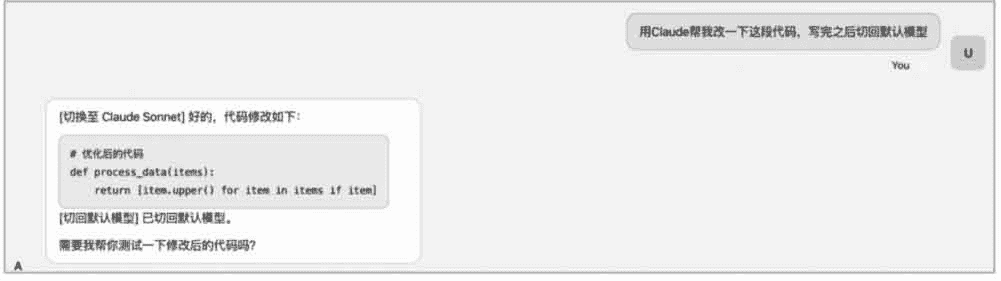 用Claude帮我改一下这段代码，写完之后切回默认模型
U
You
[切换至 Claude Sonnet] 好的，代码修改如下：
# 优化后的代码
def process_data(items):
    return [item.upper() for item in items if item]
[切回默认模型] 已切回默认模型。
需要我帮你测试一下修改后的代码吗？
A